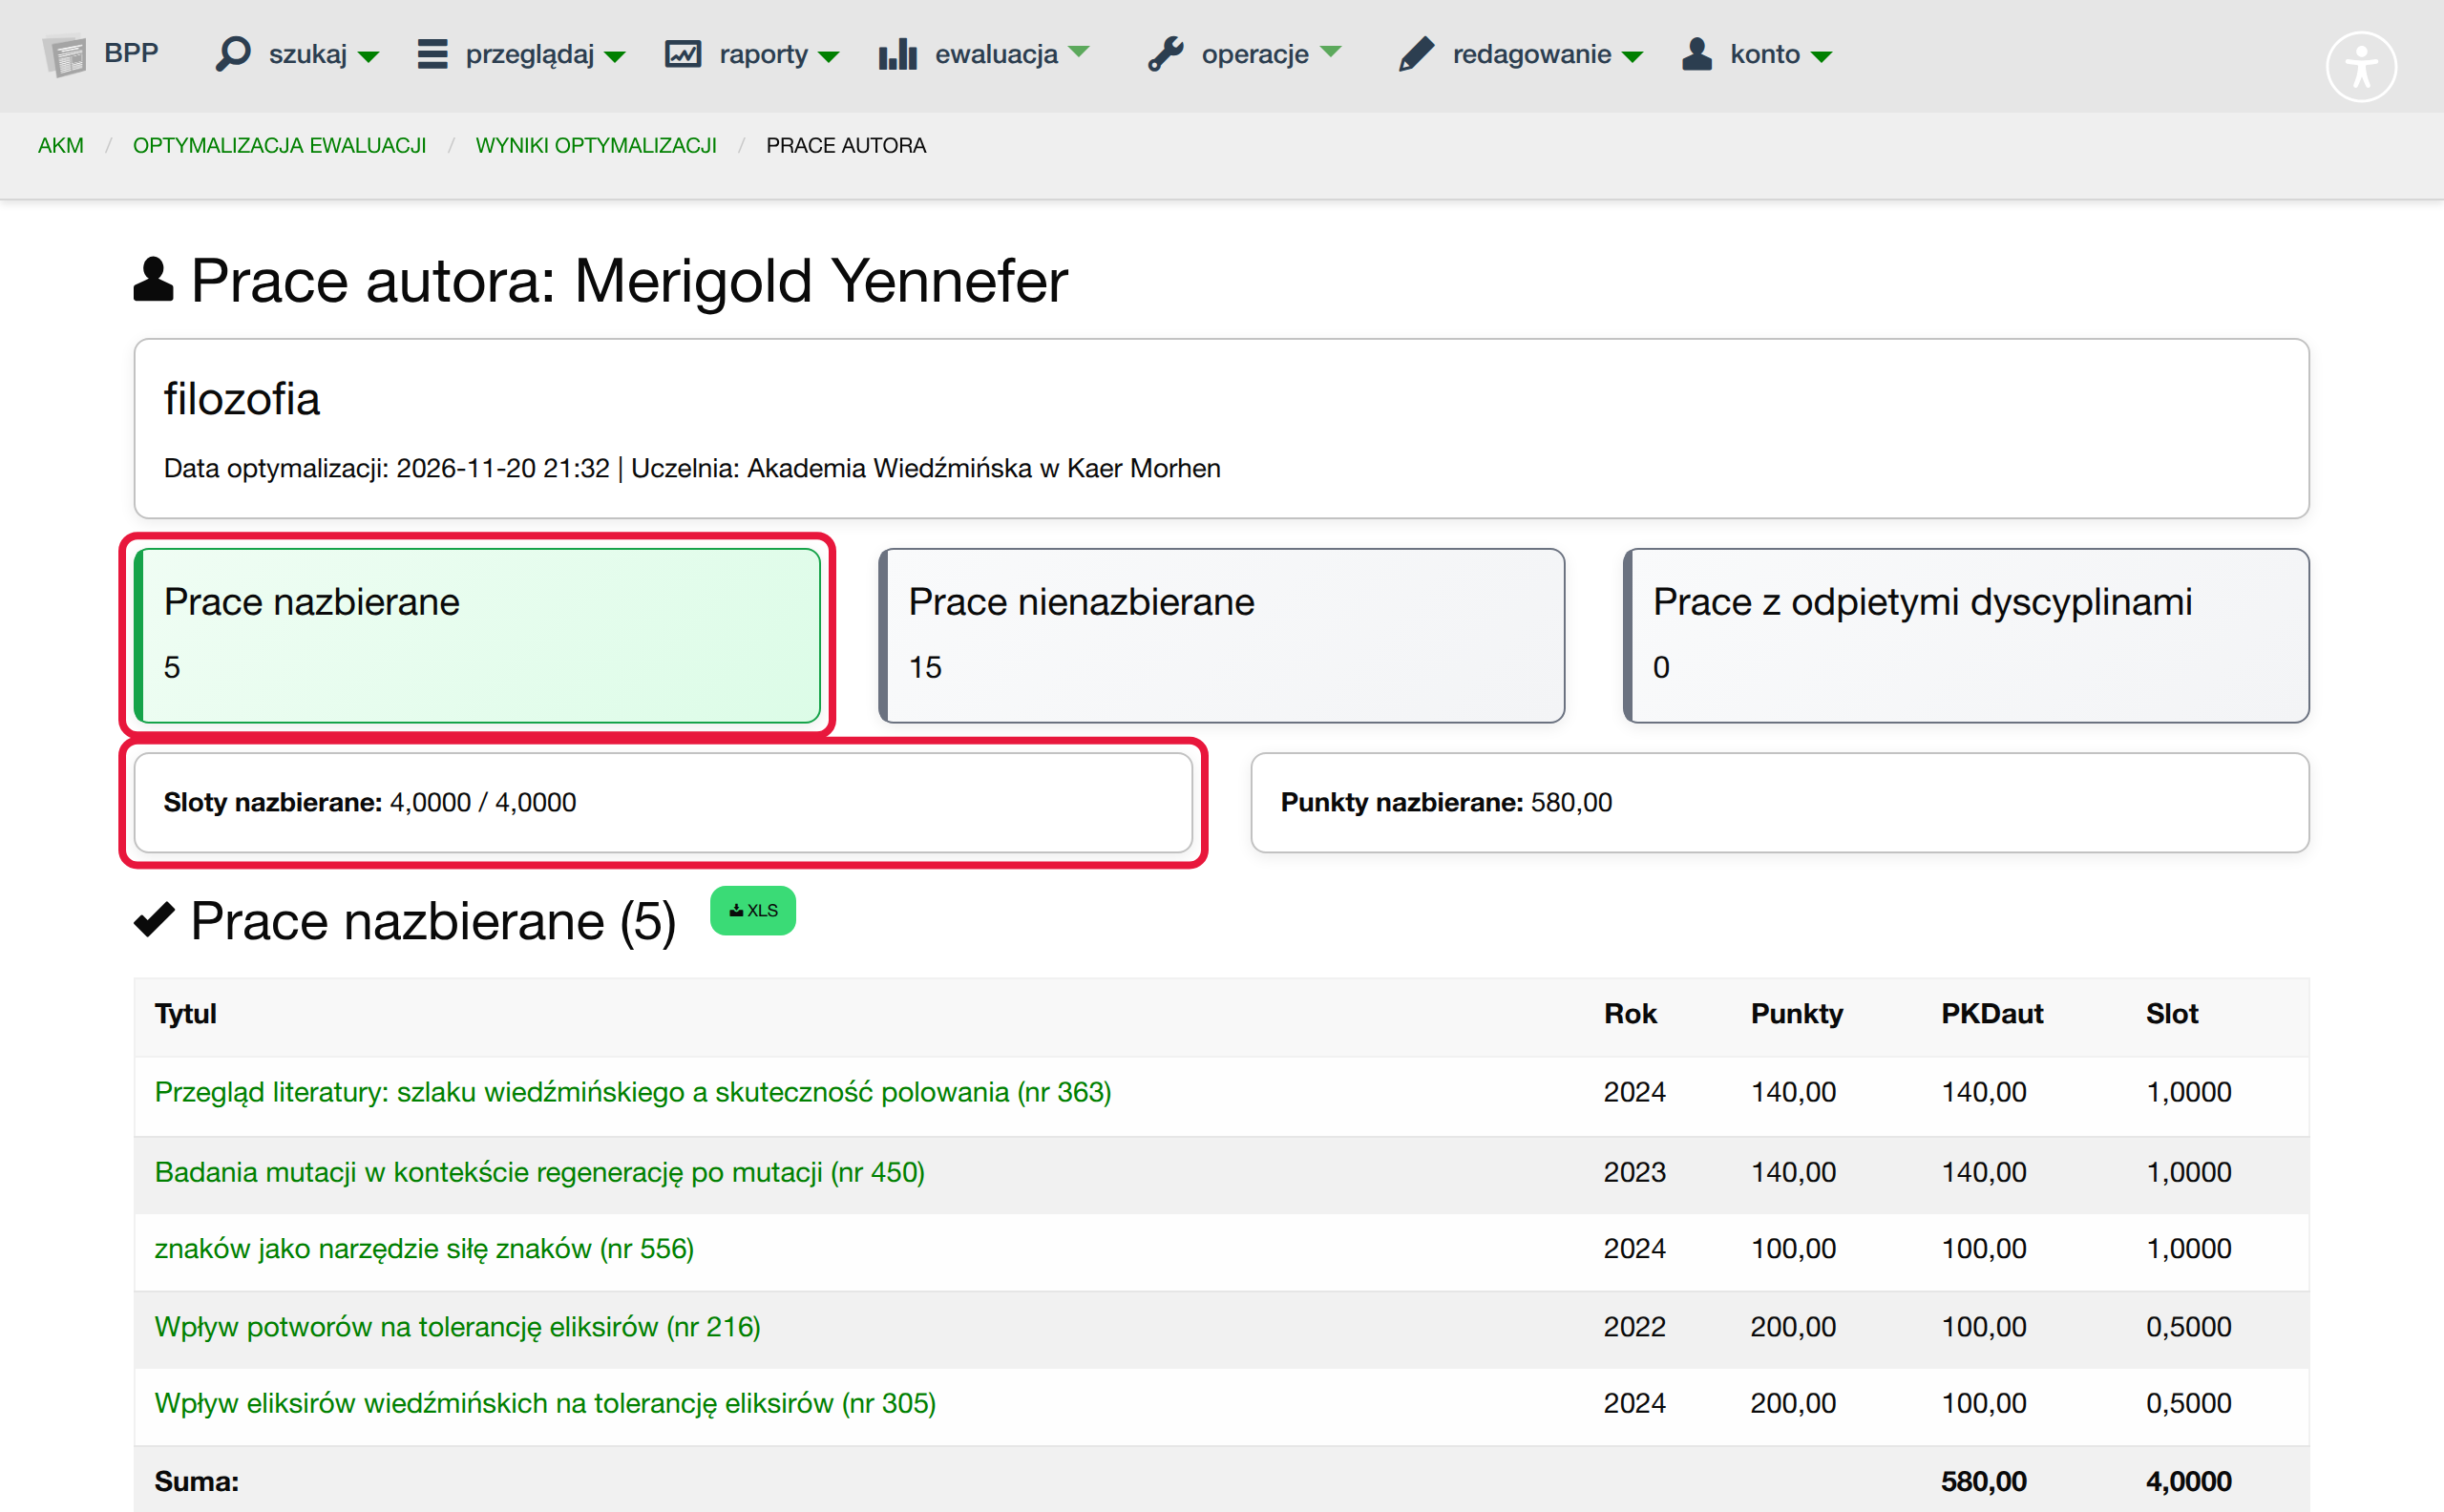 BPP szukaj przeglądaj raporty ewaluacja operacje redagowanie konto
AKM / OPTYMALIZACJA EWALUACJI / WYNIKI OPTYMALIZACJI / PRACE AUTORA
Prace autora: Merigold Yennefer
filozofia
Data optymalizacji: 2026-11-20 21:32 | Uczelnia: Akademia Wiedźmińska w Kaer Morhen
Prace nazbierane Prace nienazbierane Prace z odpietymi dyscyplinami
5 15 0
Sloty nazbierane: 4,0000 / 4,0000 Punkty nazbierane: 580,00
Prace nazbierane (5) XLS
Tytul Rok Punkty PKDaut Slot
Przegląd literatury: szlaku wiedźmińskiego a skuteczność polowania (nr 363) 2024 140,00 140,00 1,0000
Badania mutacji w kontekście regenerację po mutacji (nr 450) 2023 140,00 140,00 1,0000
znaków jako narzędzie siłę znaków (nr 556) 2024 100,00 100,00 1,0000
Wpływ potworów na tolerancję eliksirów (nr 216) 2022 200,00 100,00 0,5000
Wpływ eliksirów wiedźmińskich na tolerancję eliksirów (nr 305) 2024 200,00 100,00 0,5000
Suma: 580,00 4,0000